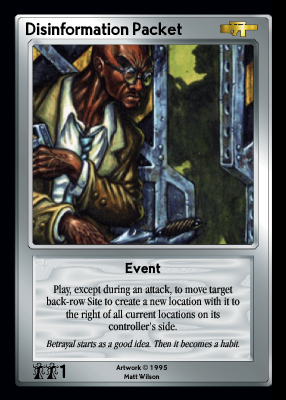 Disinformation Packet
Event
Play, except during an attack, to move target
back-row Site to create a new location with it to
the right of all current locations on its
controller's side.
Betrayal starts as a good idea. Then it becomes a habit.
1
Artwork © 1995
Matt Wilson